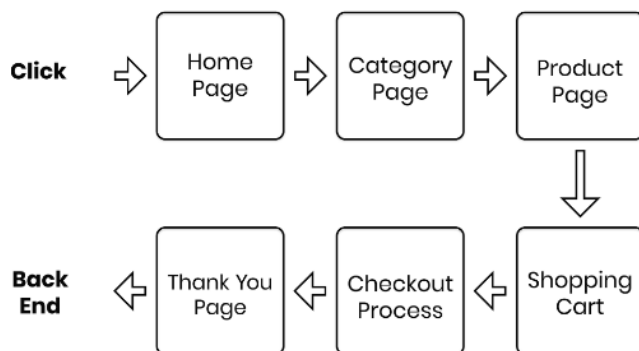 Click
Home
Page
Category
Page
Product
Page
Back
End
Thank You
Page
Checkout
Process
Shopping
Cart